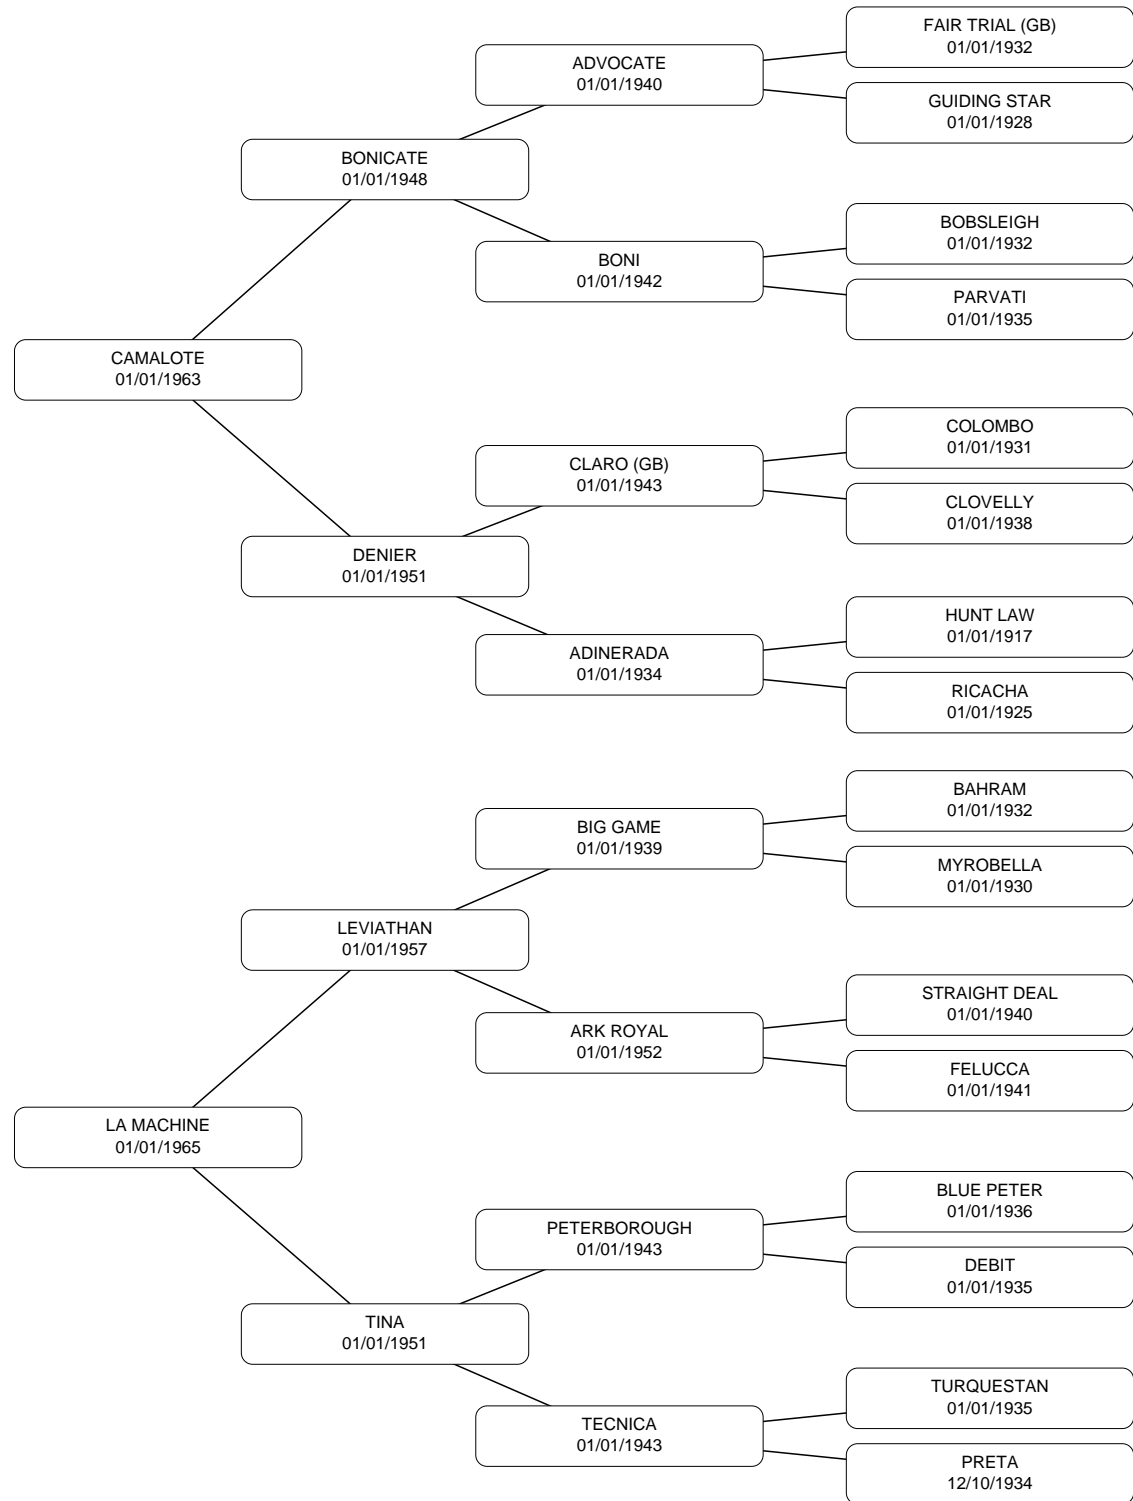 FAIR TRIAL (GB)
01/01/1932
ADVOCATE
01/01/1940
GUIDING STAR
01/01/1928
BONICATE
01/01/1948
BOBSLEIGH
01/01/1932
BONI
01/01/1942
PARVATI
01/01/1935
CAMALOTE
01/01/1963
COLOMBO
01/01/1931
CLARO (GB)
01/01/1943
CLOVELLY
01/01/1938
DENIER
01/01/1951
HUNT LAW
01/01/1917
ADINERADA
01/01/1934
RICACHA
01/01/1925
BAHRAM
01/01/1932
BIG GAME
01/01/1939
MYROBELLA
01/01/1930
LEVIATHAN
01/01/1957
STRAIGHT DEAL
01/01/1940
ARK ROYAL
01/01/1952
FELUCCA
01/01/1941
LA MACHINE
01/01/1965
BLUE PETER
01/01/1936
PETERBOROUGH
01/01/1943
DEBIT
01/01/1935
TINA
01/01/1951
TURQUESTAN
01/01/1935
TECNICA
01/01/1943
PRETA
12/10/1934